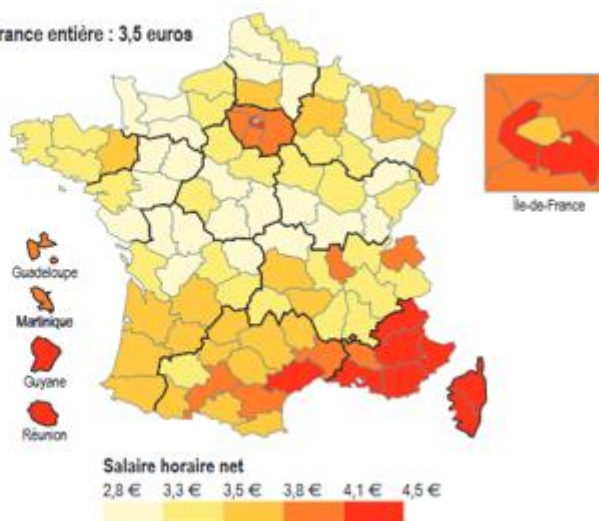 rance entière : 3,5 euros
Île-de-France
Guadeloupe
Martinique
Guyane
Réunion
Salaire horaire net
2,8 € 3,3 € 3,5 € 3,8 € 4,1 € 4,5 €